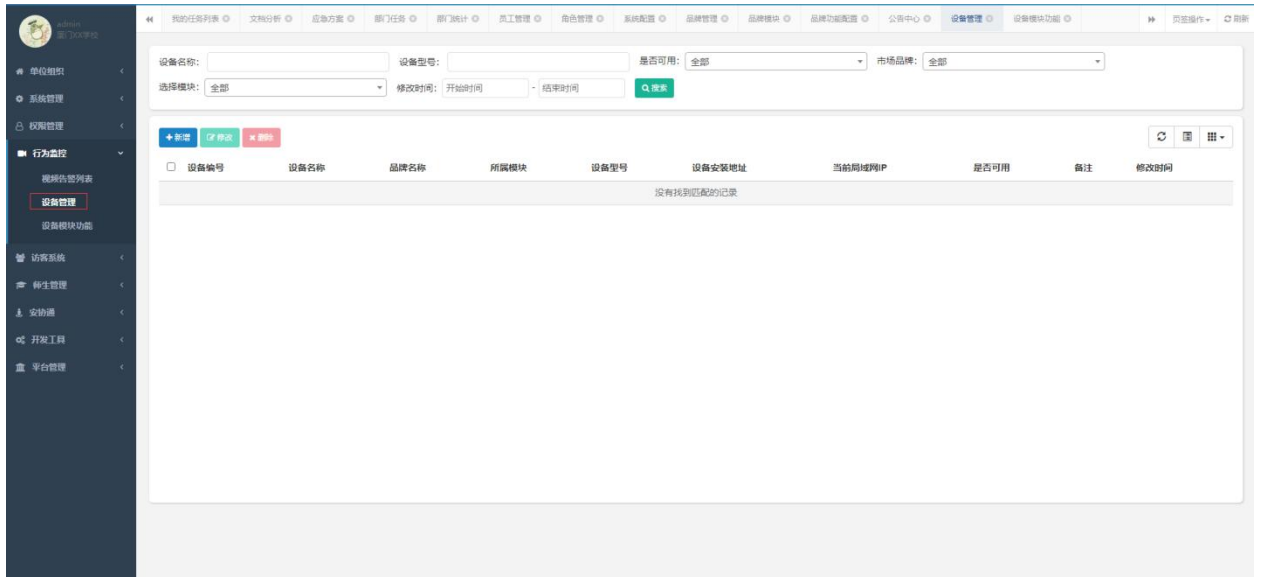 admin
厦门XX学校
单位组织
系统管理
权限管理
行为监控
视频告警列表
设备管理
设备模块功能
访客系统
师生管理
安协通
开发工具
平台管理
我的任务列表 文档分析 应急方案 部门任务 部门统计 员工管理 角色管理 系统配置 品牌管理 品牌模块 品牌功能配置 公告中心 设备管理 设备模块功能 页签操作 刷新
设备名称： 设备型号： 是否可用： 全部 市场品牌： 全部
选择模块： 全部 修改时间： 开始时间 - 结束时间 搜索
新增 修改 删除
设备编号 设备名称 品牌名称 所属模块 设备型号 设备安装地址 当前局域网IP 是否可用 备注 修改时间
没有找到匹配的记录